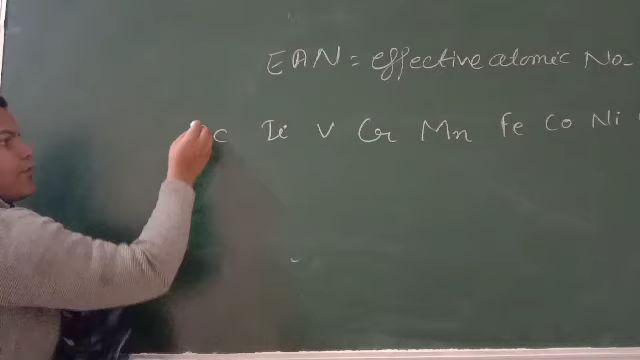 EAN = effective atomic No-
c Ti V Cr Mn Fe Co Ni